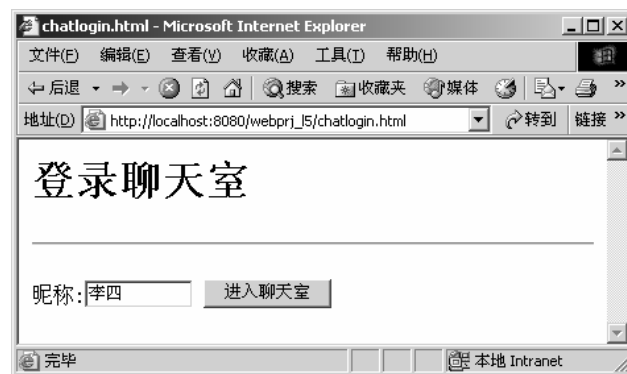 chatlogin.html - Microsoft Internet Explorer
文件(F) 编辑(E) 查看(V) 收藏(A) 工具(T) 帮助(H)
后退 搜索 收藏夹 媒体 »
地址(D) http://localhost:8080/webprj_l5/chatlogin.html 转到 链接 »
登录聊天室
昵称:李四 进入聊天室
完毕 本地 Intranet